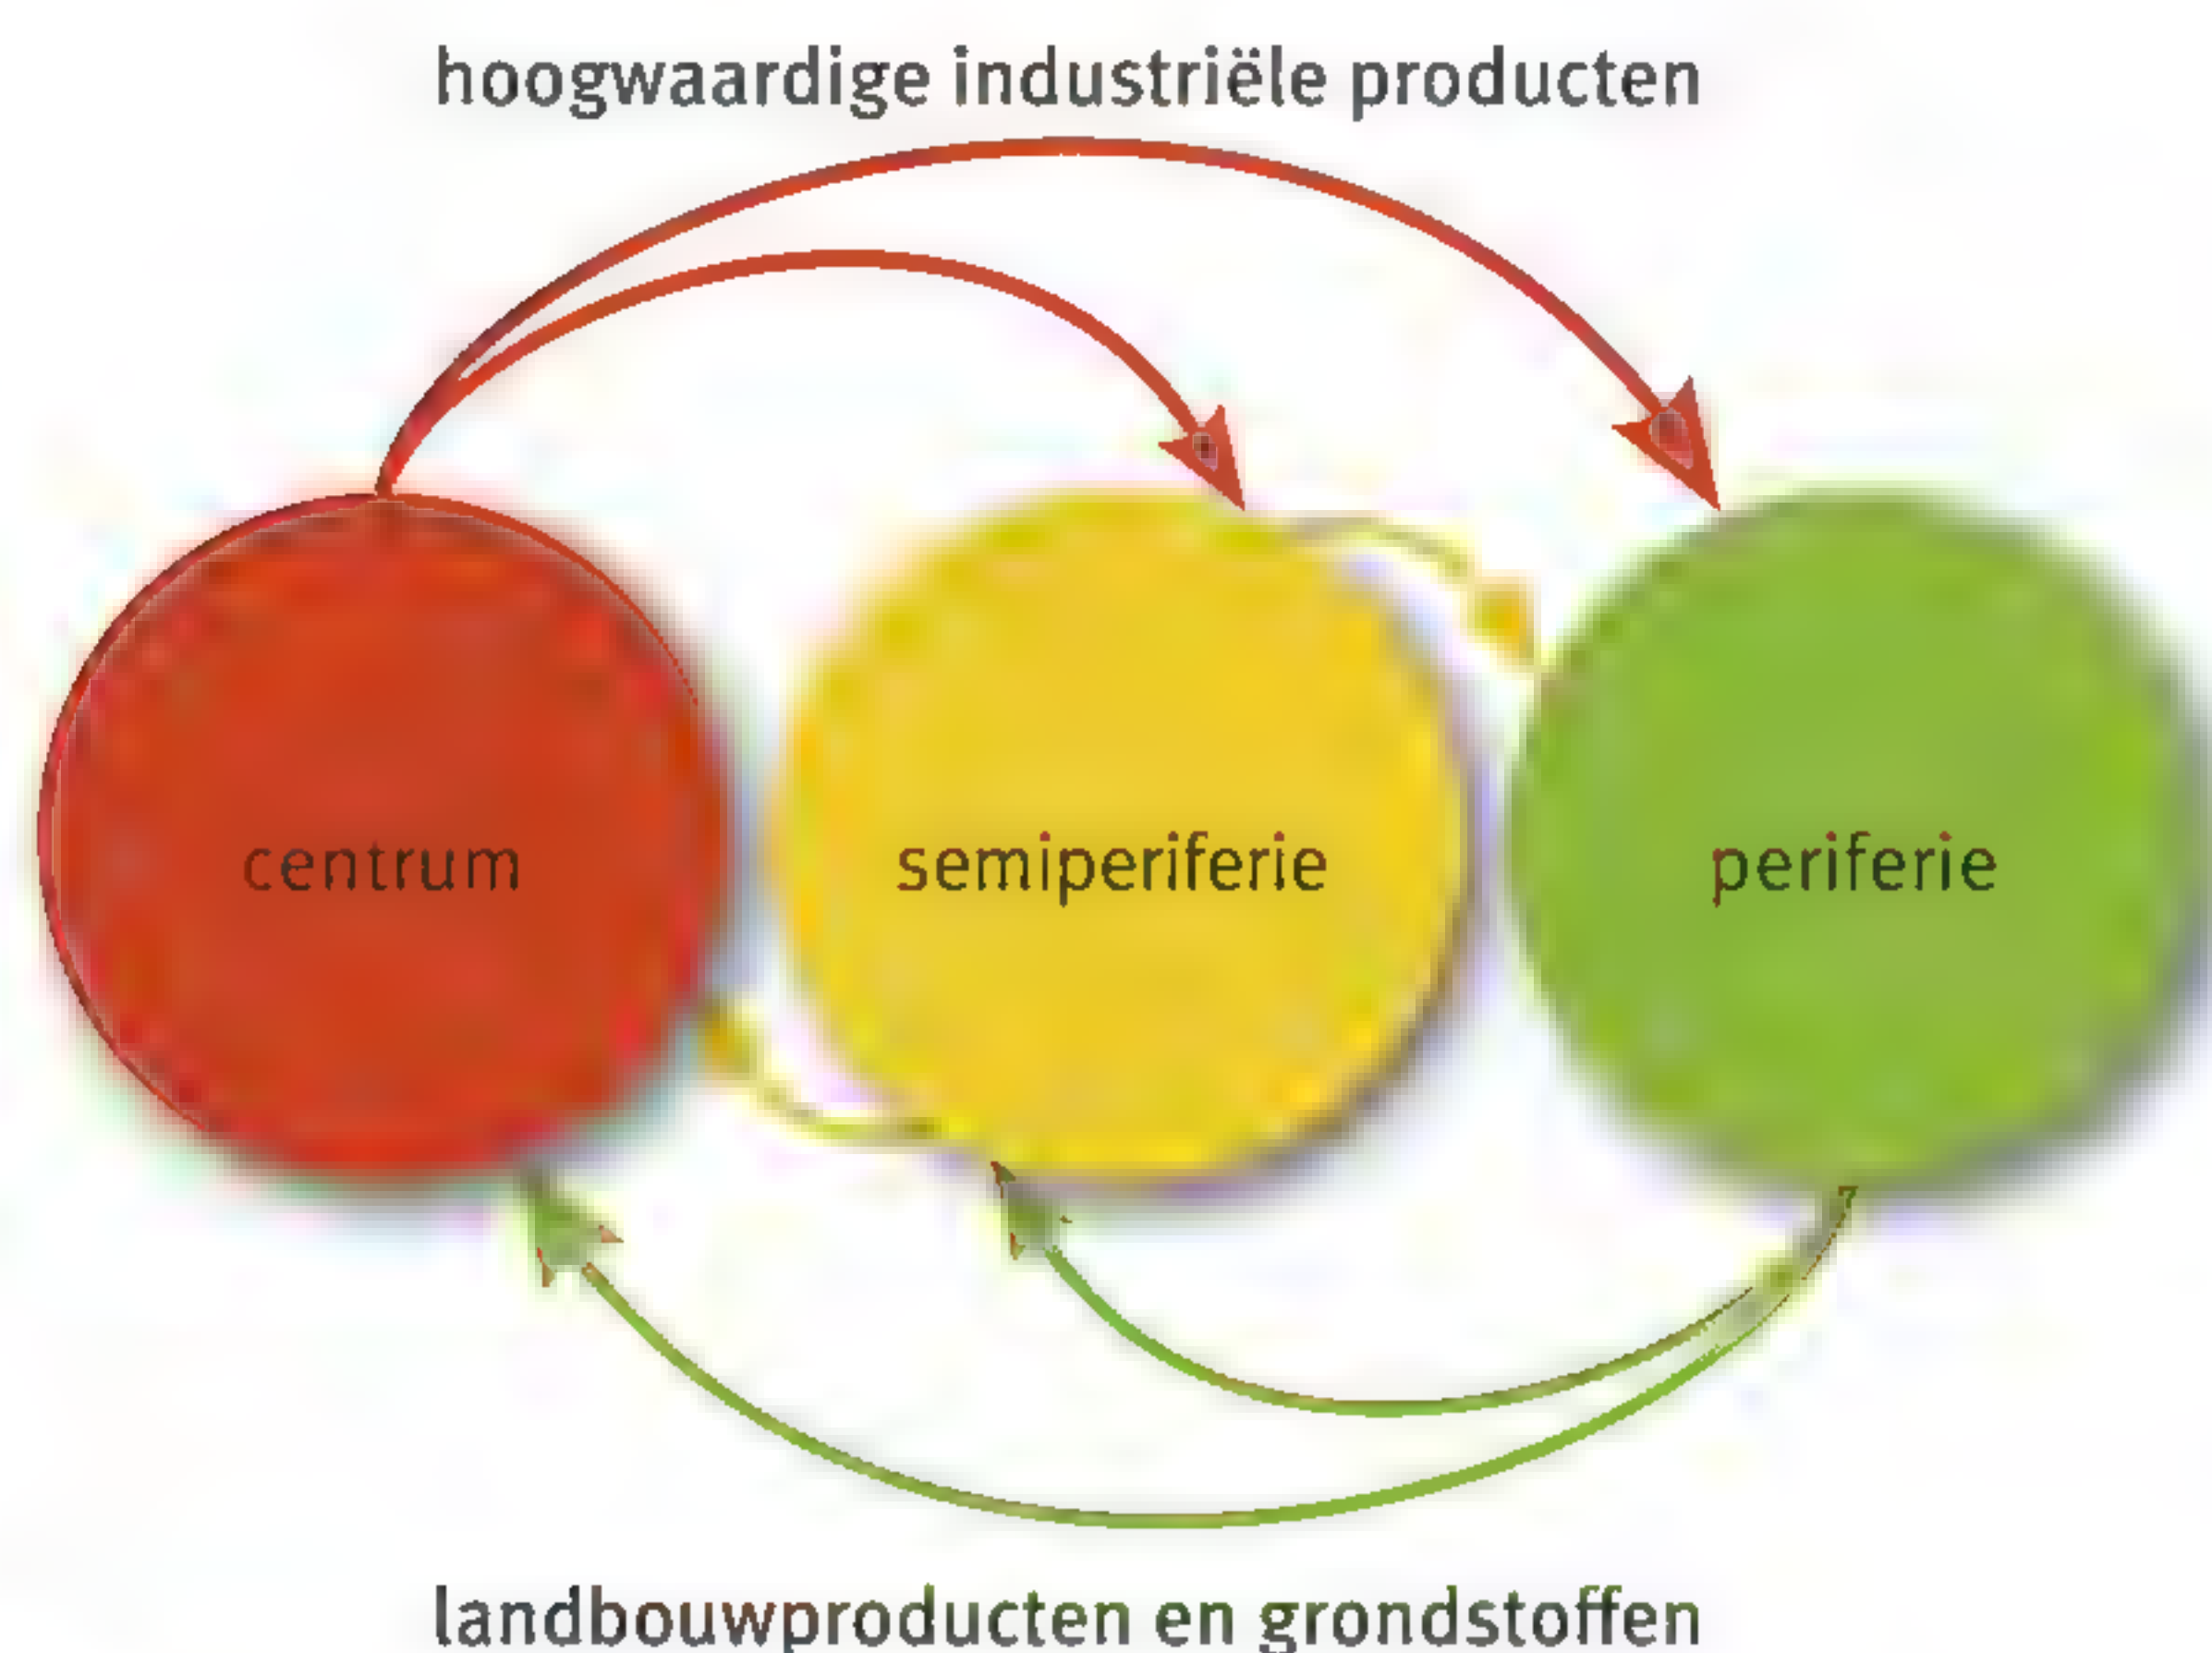 hoogwaardige industriële producten
centrum
semiperiferie
periferie
landbouwproducten en grondstoffen